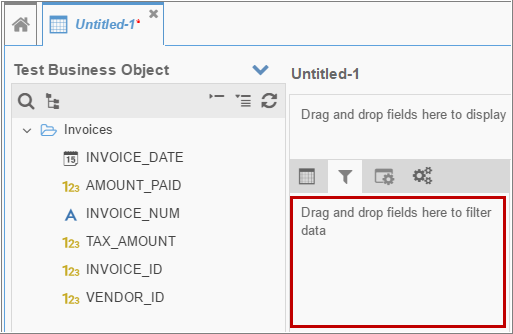 Untitled-1*
Test Business Object
Untitled-1
Drag and drop fields here to display
Invoices
15 INVOICE_DATE
123 AMOUNT_PAID
A INVOICE_NUM
123 TAX_AMOUNT
123 INVOICE_ID
123 VENDOR_ID
Drag and drop fields here to filter
data